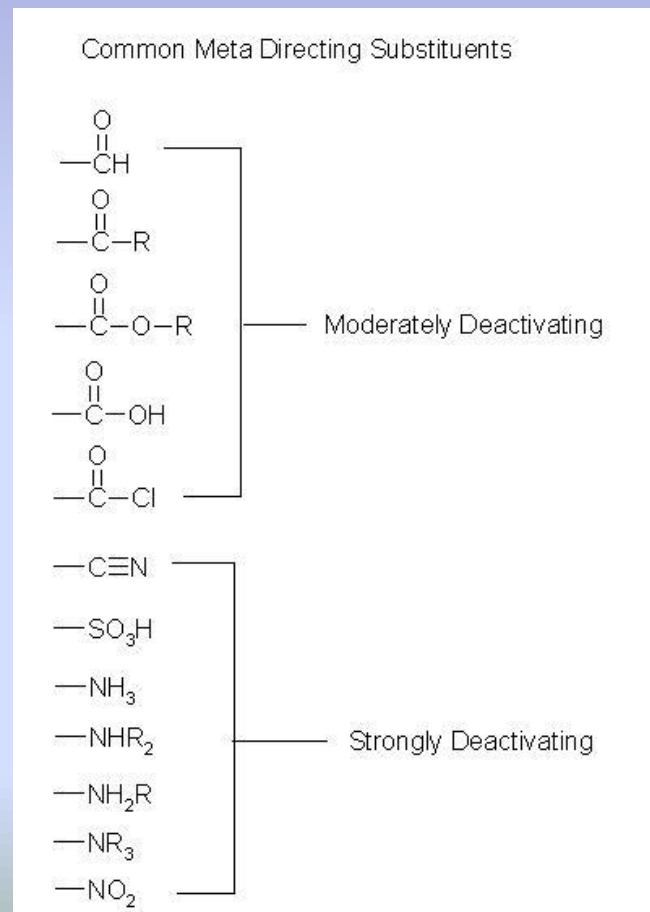 Common Meta Directing Substituents
O
—CH
O
—C—R
O
—C—O—R
Moderately Deactivating
O
—C—OH
O
—C—Cl
—C≡N
—SO₃H
—NH₃
—NHR₂
Strongly Deactivating
—NH₂R
—NR₃
—NO₂